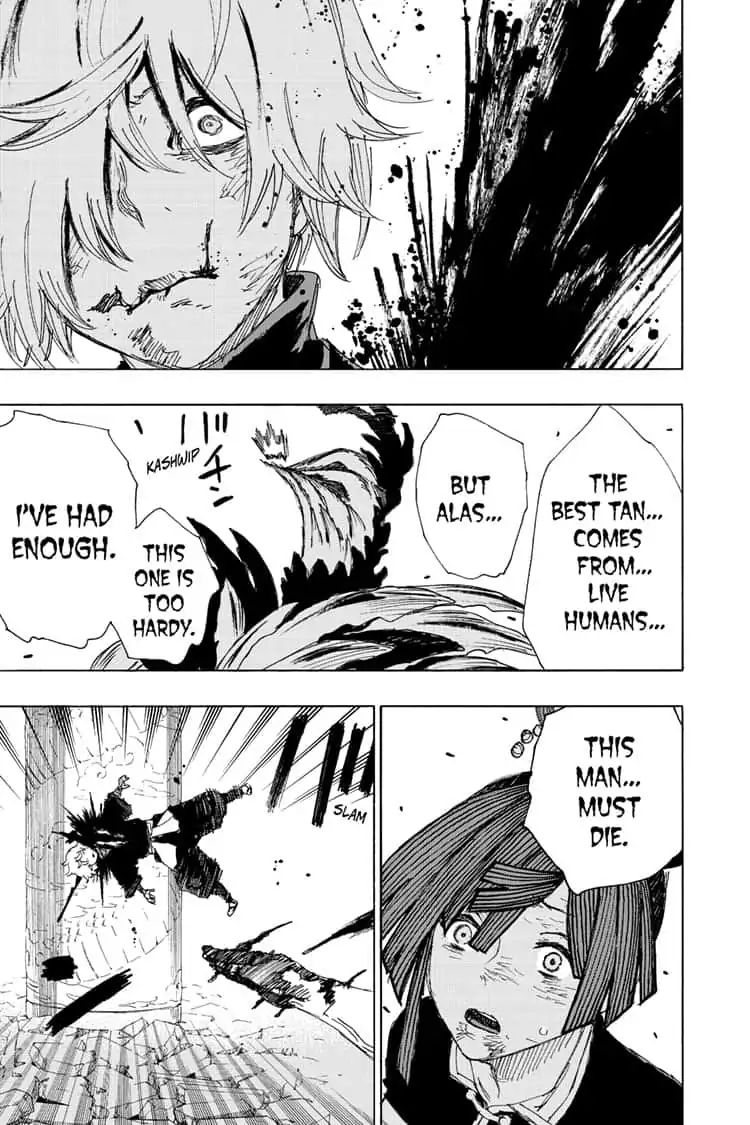 THE
BEST TAN...
COMES
FROM...
LIVE
HUMANS...
BUT
ALAS...
バチン
KASHWIP
THIS
ONE IS
TOO
HARDY.
I'VE HAD
ENOUGH.
THIS
MAN...
MUST
DIE.
SLAM